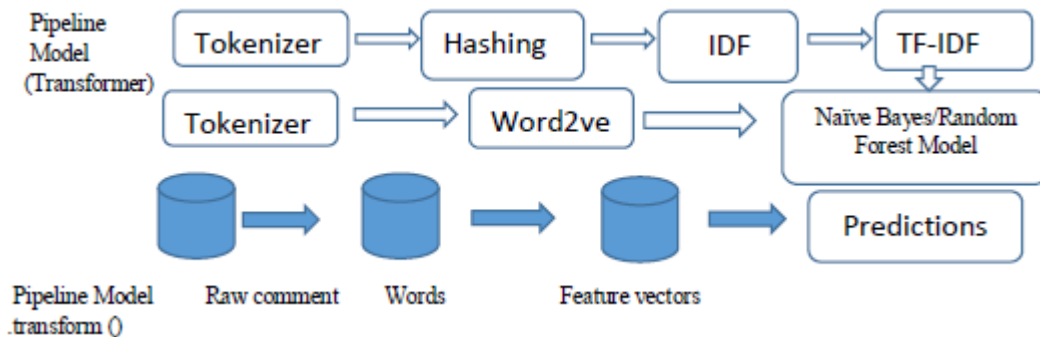 Pipeline
Model
(Transformer)
Tokenizer
Hashing
IDF
TF-IDF
Tokenizer
Word2ve
Naïve Bayes/Random
Forest Model
Predictions
Pipeline Model
.transform ()
Raw comment
Words
Feature vectors